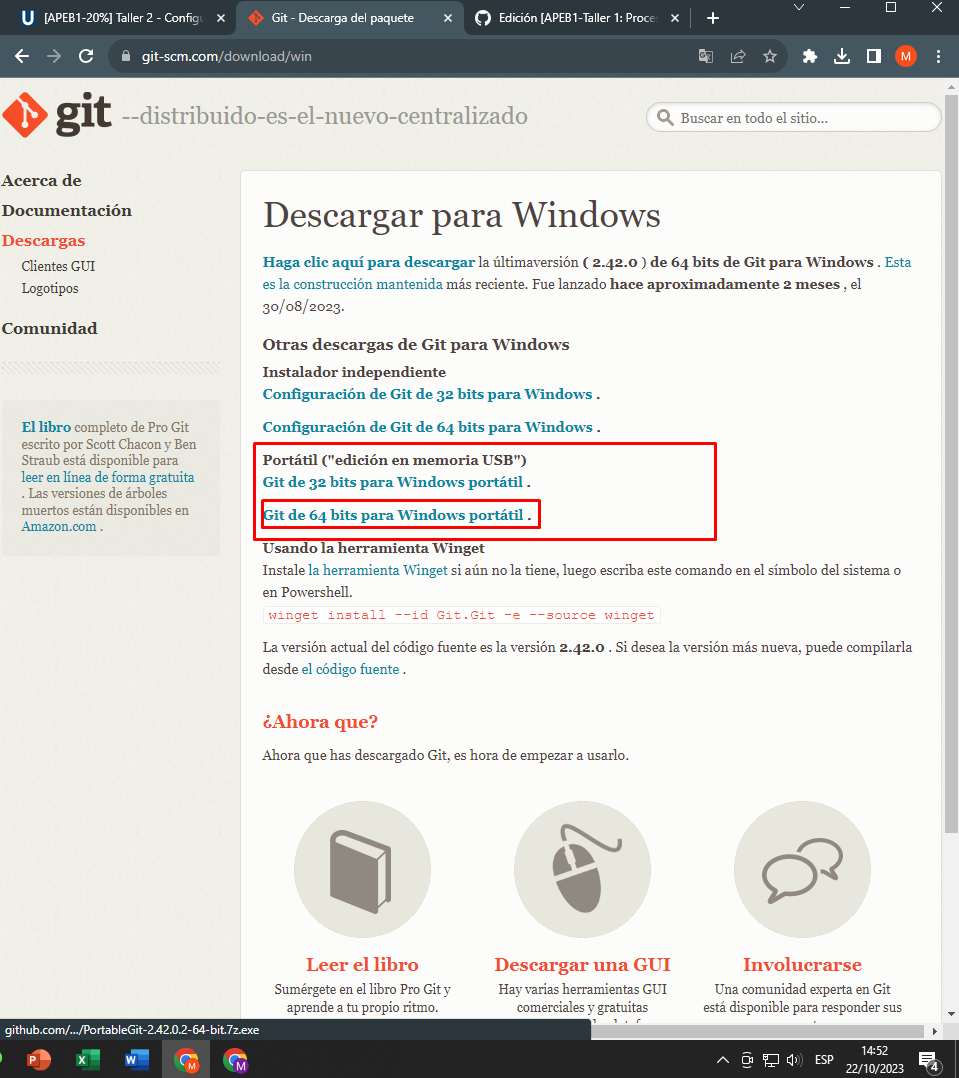 [APEB1-20%] Taller 2 - Configu
Git - Descarga del paquete
Edición [APEB1-Taller 1: Proce
git-scm.com/download/win
M
git --distribuido-es-el-nuevo-centralizado
Buscar en todo el sitio...
Acerca de
Documentación
Descargas
Clientes GUI
Logotipos
Comunidad
El libro completo de Pro Git
escrito por Scott Chacon y Ben
Straub está disponible para
leer en línea de forma gratuita
. Las versiones de árboles
muertos están disponibles en
Amazon.com .
Descargar para Windows
Haga clic aquí para descargar la últimaversión ( 2.42.0 ) de 64 bits de Git para Windows . Esta
es la construcción mantenida más reciente. Fue lanzado hace aproximadamente 2 meses , el
30/08/2023.
Otras descargas de Git para Windows
Instalador independiente
Configuración de Git de 32 bits para Windows .
Configuración de Git de 64 bits para Windows .
Portátil ("edición en memoria USB")
Git de 32 bits para Windows portátil .
Git de 64 bits para Windows portátil .
Usando la herramienta Winget
Instale la herramienta Winget si aún no la tiene, luego escriba este comando en el símbolo del sistema o
en Powershell.
winget install --id Git.Git -e --source winget
La versión actual del código fuente es la versión 2.42.0 . Si desea la versión más nueva, puede compilarla
desde el código fuente .
¿Ahora que?
Ahora que has descargado Git, es hora de empezar a usarlo.
Leer el libro
Sumérgete en el libro Pro Git y
aprende a tu propio ritmo.
Descargar una GUI
Hay varias herramientas GUI
comerciales y gratuitas
Involucrarse
Una comunidad experta en Git
está disponible para responder sus
github.com/.../PortableGit-2.42.0.2-64-bit.7z.exe
ESP
14:52
22/10/2023
4